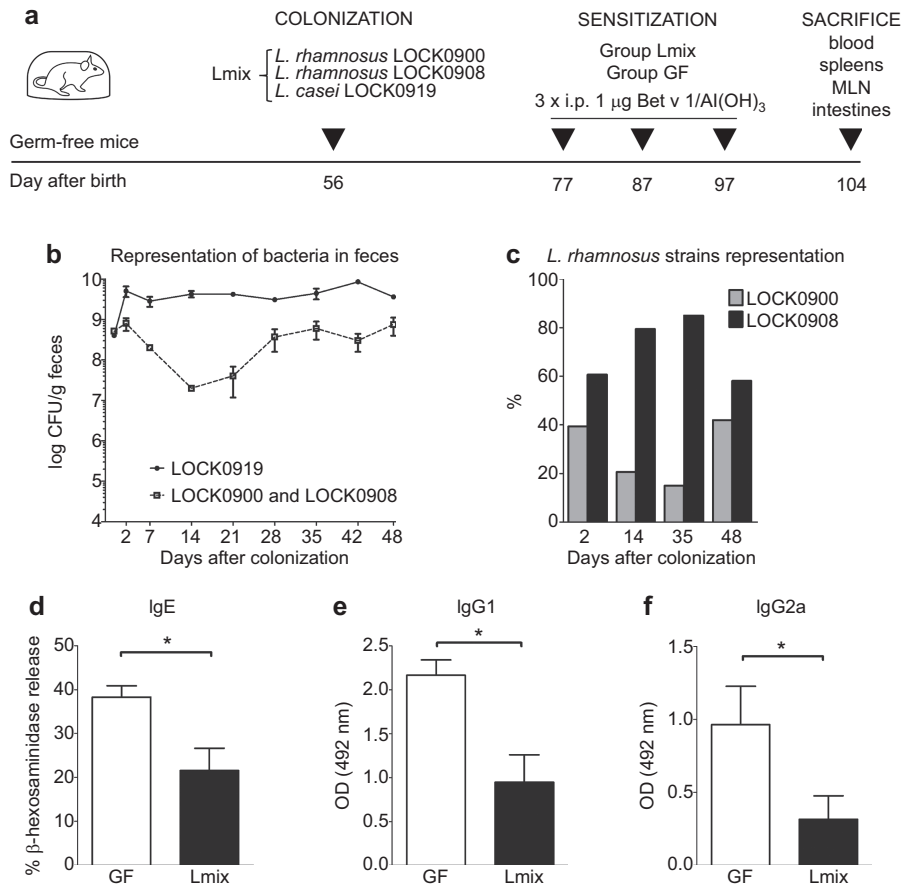 a
COLONIZATION
SENSITIZATION
SACRIFICE
Lmix
L. rhamnosus LOCK0900
L. rhamnosus LOCK0908
L. casei LOCK0919
Group Lmix
Group GF
3 x i.p. 1 μg Bet v 1/Al(OH)3
blood
spleens
MLN
intestines
Germ-free mice
Day after birth
56
77
87
97
104
b
Representation of bacteria in feces
log CFU/g feces
10
9
8
7
6
5
4
LOCK0919
LOCK0900 and LOCK0908
2 7 14 21 28 35 42 48
Days after colonization
c
L. rhamnosus strains representation
%
100
80
60
40
20
0
LOCK0900
LOCK0908
2 14 35 48
Days after colonization
d
IgE
% β-hexosaminidase release
50
40
30
20
10
0
*
GF Lmix
e
IgG1
OD (492 nm)
2.5
2.0
1.5
1.0
0.5
0.0
*
GF Lmix
f
IgG2a
OD (492 nm)
1.5
1.0
0.5
0.0
*
GF Lmix